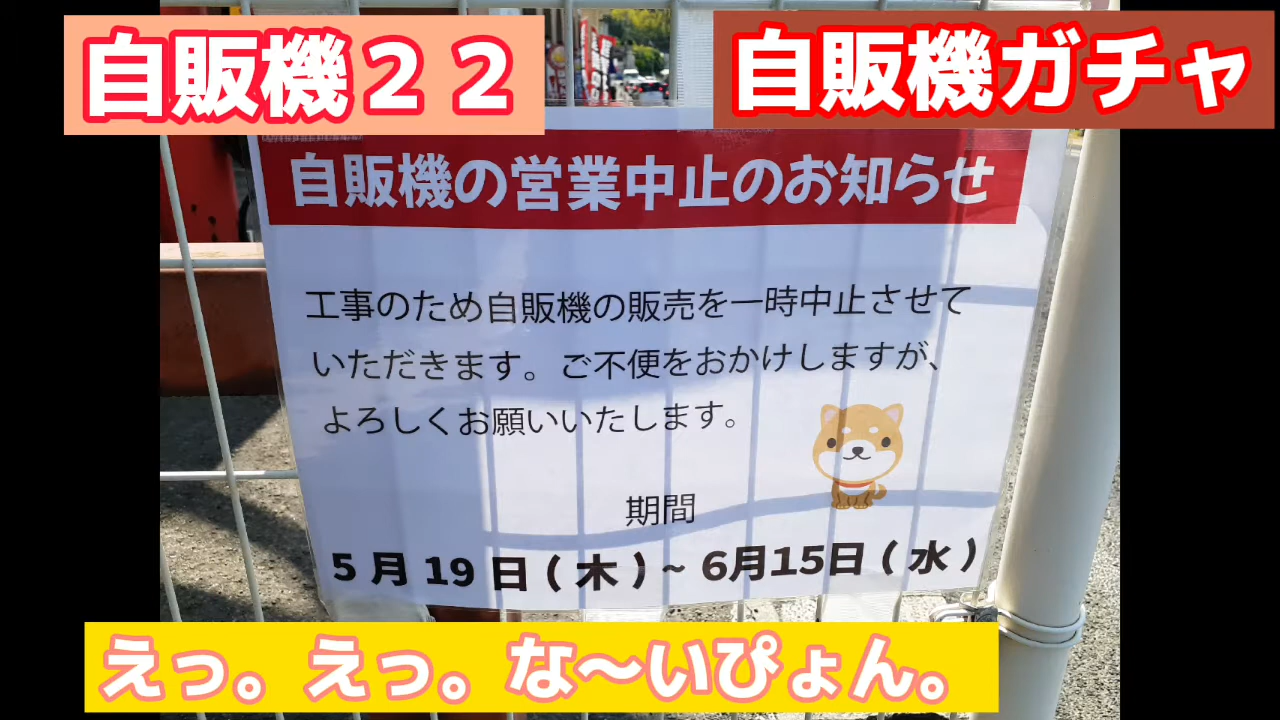 自販機２２
自販機ガチャ
自販機の営業中止のお知らせ
工事のため自販機の販売を一時中止させて
いただきます。ご不便をおかけしますが、
よろしくお願いいたします。
期間
5月19日(木)~6月15日(水)
えっ。えっ。な〜いぴょん。